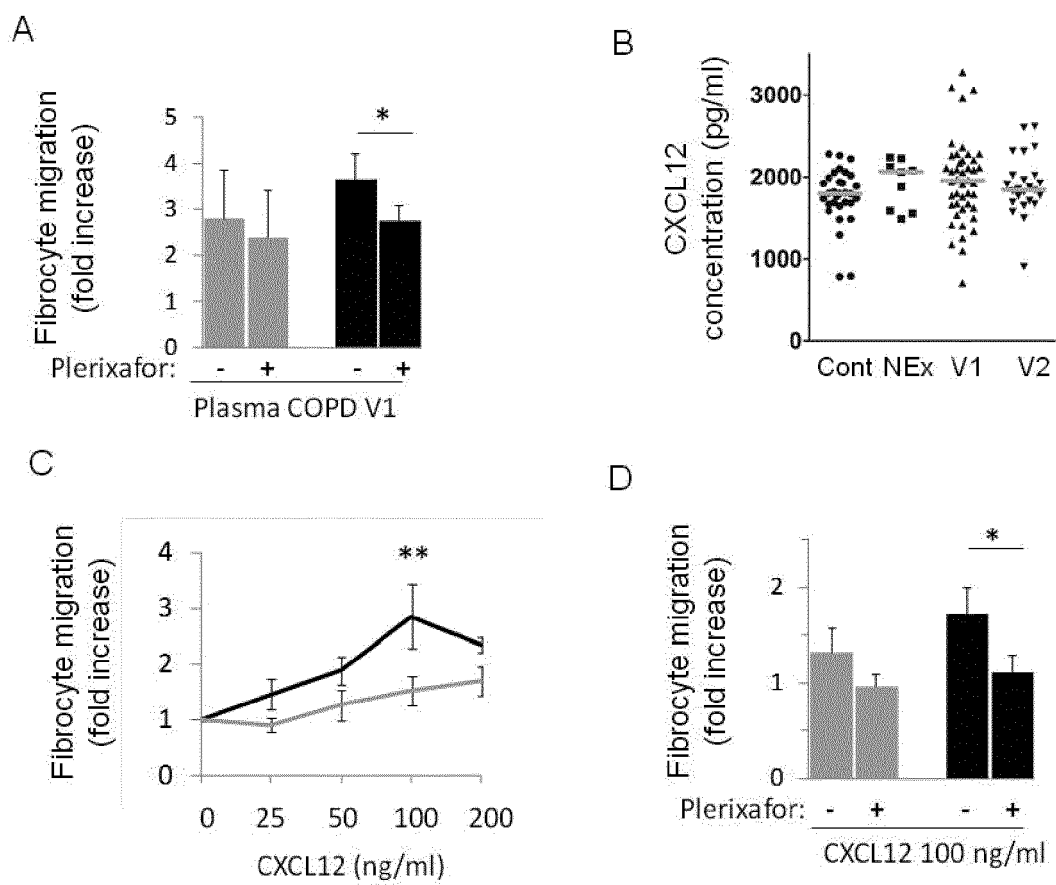 A
Fibrocyte migration
(fold increase)
5
4
3
2
1
0
*
Plerixafor: - + - +
Plasma COPD V1
B
CXCL12
concentration (pg/ml)
3000
2000
1000
0
Cont NEx V1 V2
C
Fibrocyte migration
(fold increase)
4
3
2
1
0
**
0 25 50 100 200
CXCL12 (ng/ml)
D
Fibrocyte migration
(fold increase)
2
1
0
*
Plerixafor: - + - +
CXCL12 100 ng/ml